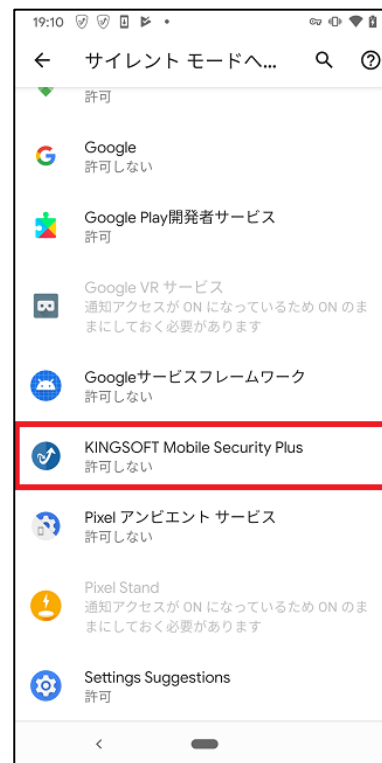 19:10
サイレント モードへ...
許可
Google
許可しない
Google Play開発者サービス
許可
Google VR サービス
通知アクセスが ON になっているため ON のま
まにしておく必要があります
Googleサービスフレームワーク
許可しない
KINGSOFT Mobile Security Plus
許可しない
Pixel アンビエント サービス
許可しない
Pixel Stand
通知アクセスが ON になっているため ON のま
まにしておく必要があります
Settings Suggestions
許可